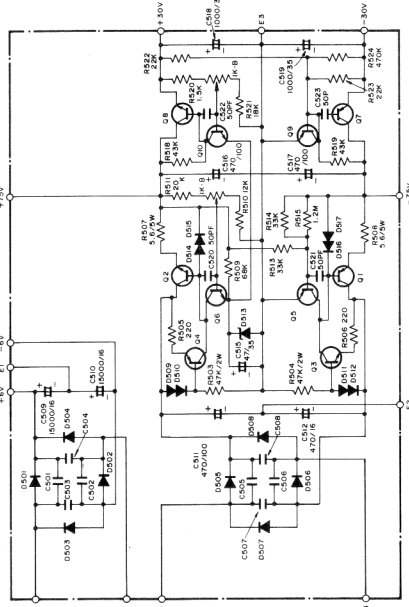 +30V
E3
-30V
C518
1000/35
R522
22K
R520
1.5K
C522
50PF
1K-B
R521
18K
C519
1000/35
R524
470K
C523
50P
R523
22K
Q8
Q10
Q9
Q7
R518
43K
C516
470
/100
C517
470
/100
R519
43K
+75V
R511
20K
1K-B
R510 12K
R514
33K
R515
1.2M
R507
5.6/5W
D515
D514
C520
50PF
R509
68K
R513
33K
C521
50PF
D517
D516
R508
5.6/5W
Q2
Q6
Q5
Q1
R505
220
Q4
D513
C515
47/35
R506 220
Q3
-6V
E1
+6V
C510
15000/16
C509
15000/16
D509
D510
R503
47K/2W
R504
47K/2W
D511
D512
D504
C504
D501
C501
C503
C502
D502
D503
C511
470/100
D508
C508
C512
470/16
D505
C505
C506
D506
C507
D507